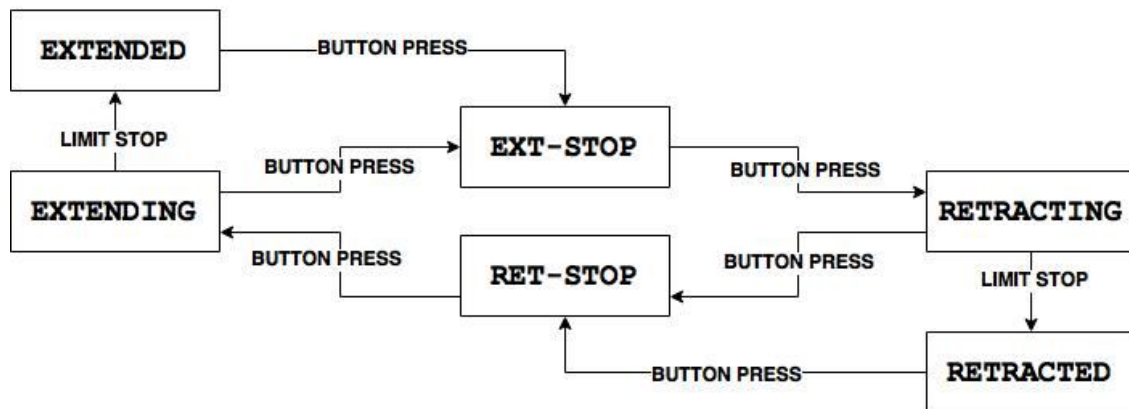 EXTENDED
BUTTON PRESS
LIMIT STOP
EXT-STOP
BUTTON PRESS
BUTTON PRESS
EXTENDING
RETRACTING
BUTTON PRESS
RET-STOP
BUTTON PRESS
LIMIT STOP
BUTTON PRESS
RETRACTED